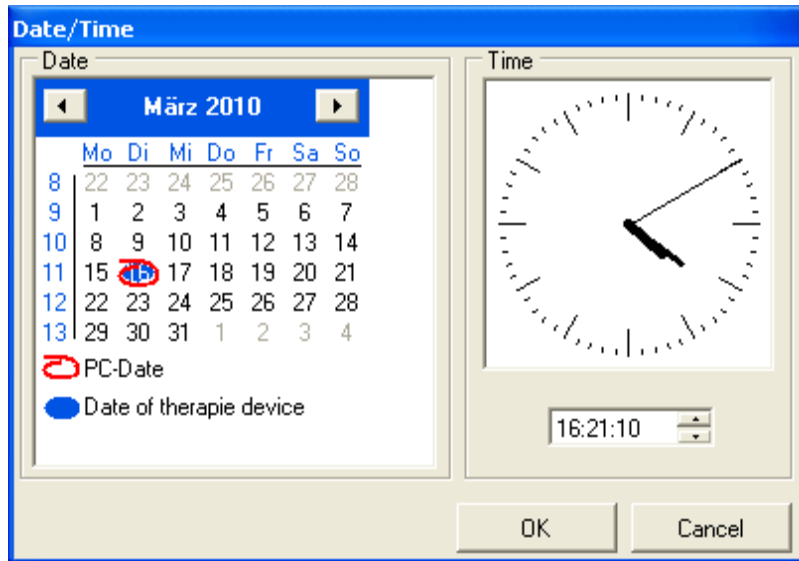 Date/Time
Date
März 2010
Mo Di Mi Do Fr Sa So
8 22 23 24 25 26 27 28
9 1 2 3 4 5 6 7
10 8 9 10 11 12 13 14
11 15 16 17 18 19 20 21
12 22 23 24 25 26 27 28
13 29 30 31 1 2 3 4
PC-Date
Date of therapie device
Time
16:21:10
OK
Cancel